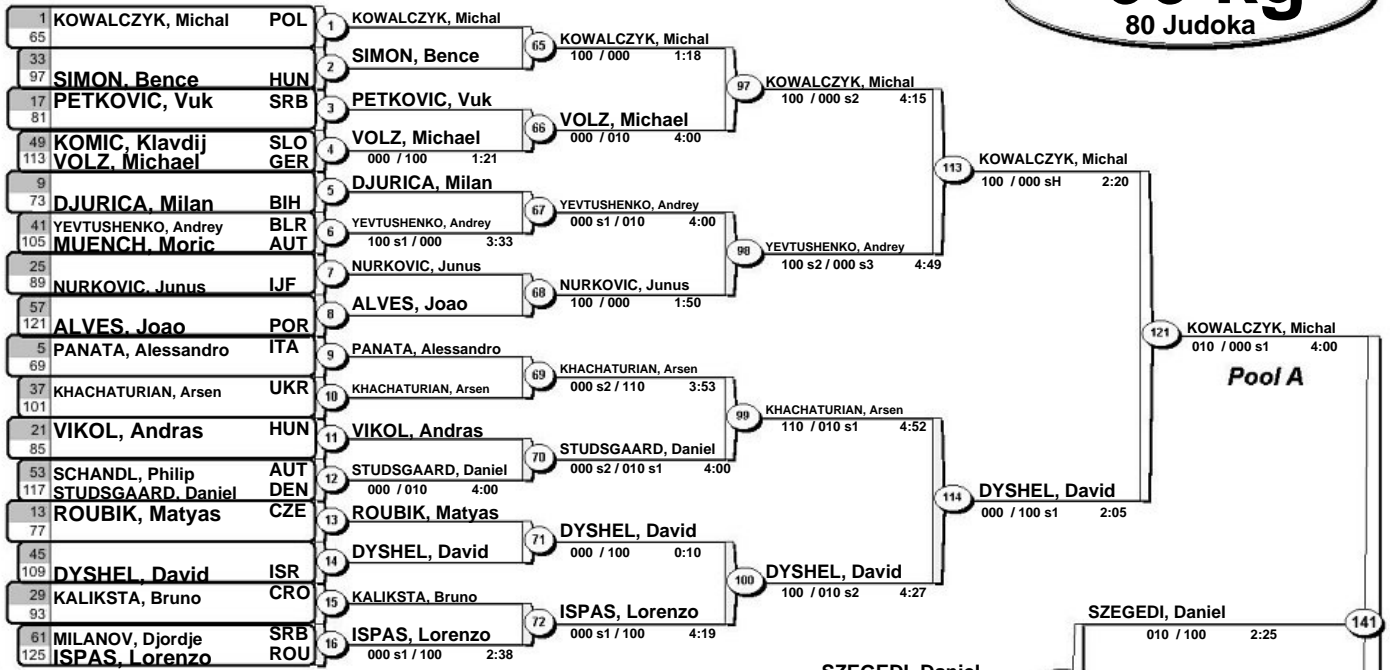 80 Judoka
1 KOWALCZYK, Michal POL
65
33
97 SIMON, Bence HUN
17 PETKOVIC, Vuk SRB
81
49 KOMIC, Klavdij SLO
113 VOLZ, Michael GER
9
73 DJURICA, Milan BIH
41 YEVTUSHENKO, Andrey BLR
105 MUENCH, Moric AUT
25
89 NURKOVIC, Junus IJF
57
121 ALVES, Joao POR
5 PANATA, Alessandro ITA
69
37 KHACHATURIAN, Arsen UKR
101
21 VIKOL, Andras HUN
85
53 SCHANDL, Philip AUT
117 STUDSGAARD, Daniel DEN
13 ROUBIK, Matyas CZE
77
45
109 DYSHEL, David ISR
29 KALIKSTA, Bruno CRO
93
61 MILANOV, Djordje SRB
125 ISPAS, Lorenzo ROU
1 KOWALCZYK, Michal
2 SIMON, Bence
3 PETKOVIC, Vuk
4 VOLZ, Michael
000 / 100 1:21
5 DJURICA, Milan
6 YEVTUSHENKO, Andrey
100 s1 / 000 3:33
7 NURKOVIC, Junus
8 ALVES, Joao
9 PANATA, Alessandro
10 KHACHATURIAN, Arsen
11 VIKOL, Andras
12 STUDSGAARD, Daniel
000 / 010 4:00
13 ROUBIK, Matyas
14 DYSHEL, David
15 KALIKSTA, Bruno
16 ISPAS, Lorenzo
000 s1 / 100 2:38
65 KOWALCZYK, Michal
100 / 000 1:18
66 VOLZ, Michael
000 / 010 4:00
67 YEVTUSHENKO, Andrey
000 s1 / 010 4:00
68 NURKOVIC, Junus
100 / 000 1:50
69 KHACHATURIAN, Arsen
000 s2 / 110 3:53
70 STUDSGAARD, Daniel
000 s2 / 010 s1 4:00
71 DYSHEL, David
000 / 100 0:10
72 ISPAS, Lorenzo
000 s1 / 100 4:19
97 KOWALCZYK, Michal
100 / 000 s2 4:15
98 YEVTUSHENKO, Andrey
100 s2 / 000 s3 4:49
99 KHACHATURIAN, Arsen
110 / 010 s1 4:52
100 DYSHEL, David
100 / 010 s2 4:27
113 KOWALCZYK, Michal
100 / 000 sH 2:20
114 DYSHEL, David
000 / 100 s1 2:05
121 KOWALCZYK, Michal
010 / 000 s1 4:00
Pool A
SZEGEDI, Daniel 141
010 / 100 2:25